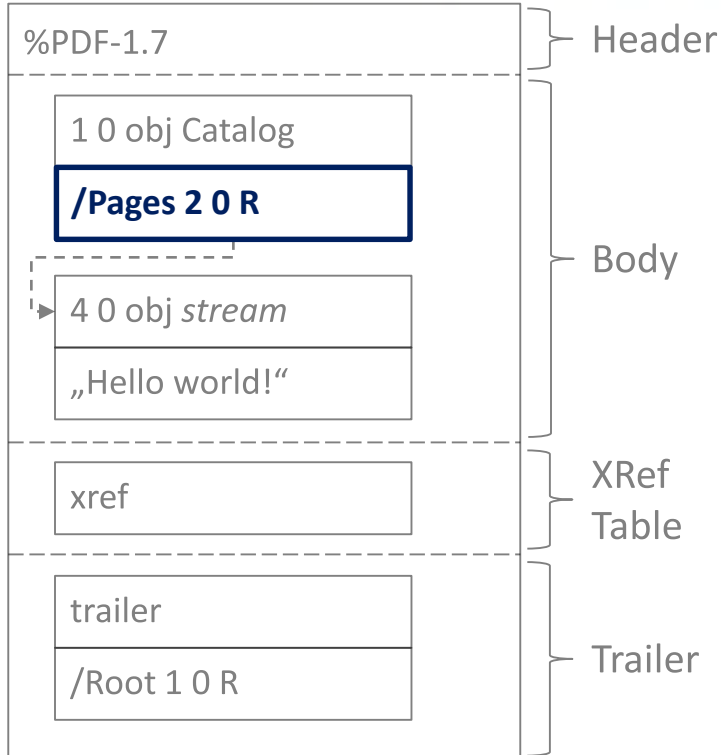 %PDF-1.7
Header
1 0 obj Catalog
/Pages 2 0 R
Body
4 0 obj stream
„Hello world!“
xref
XRef
Table
trailer
/Root 1 0 R
Trailer